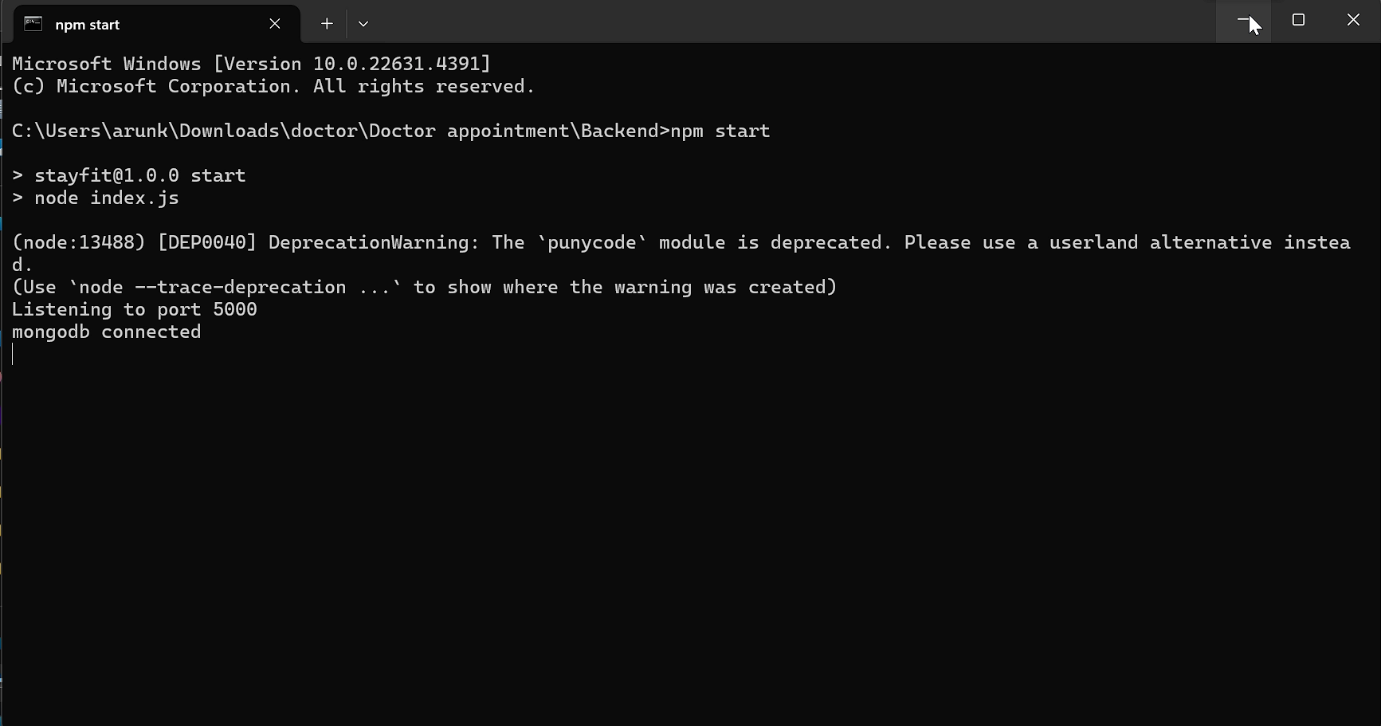 npm start
Microsoft Windows [Version 10.0.22631.4391]
(c) Microsoft Corporation. All rights reserved.
C:\Users\arunk\Downloads\doctor\Doctor appointment\Backend>npm start
> stayfit@1.0.0 start
> node index.js
(node:13488) [DEP0040] DeprecationWarning: The `punycode` module is deprecated. Please use a userland alternative instea
d.
(Use `node --trace-deprecation ...` to show where the warning was created)
Listening to port 5000
mongodb connected